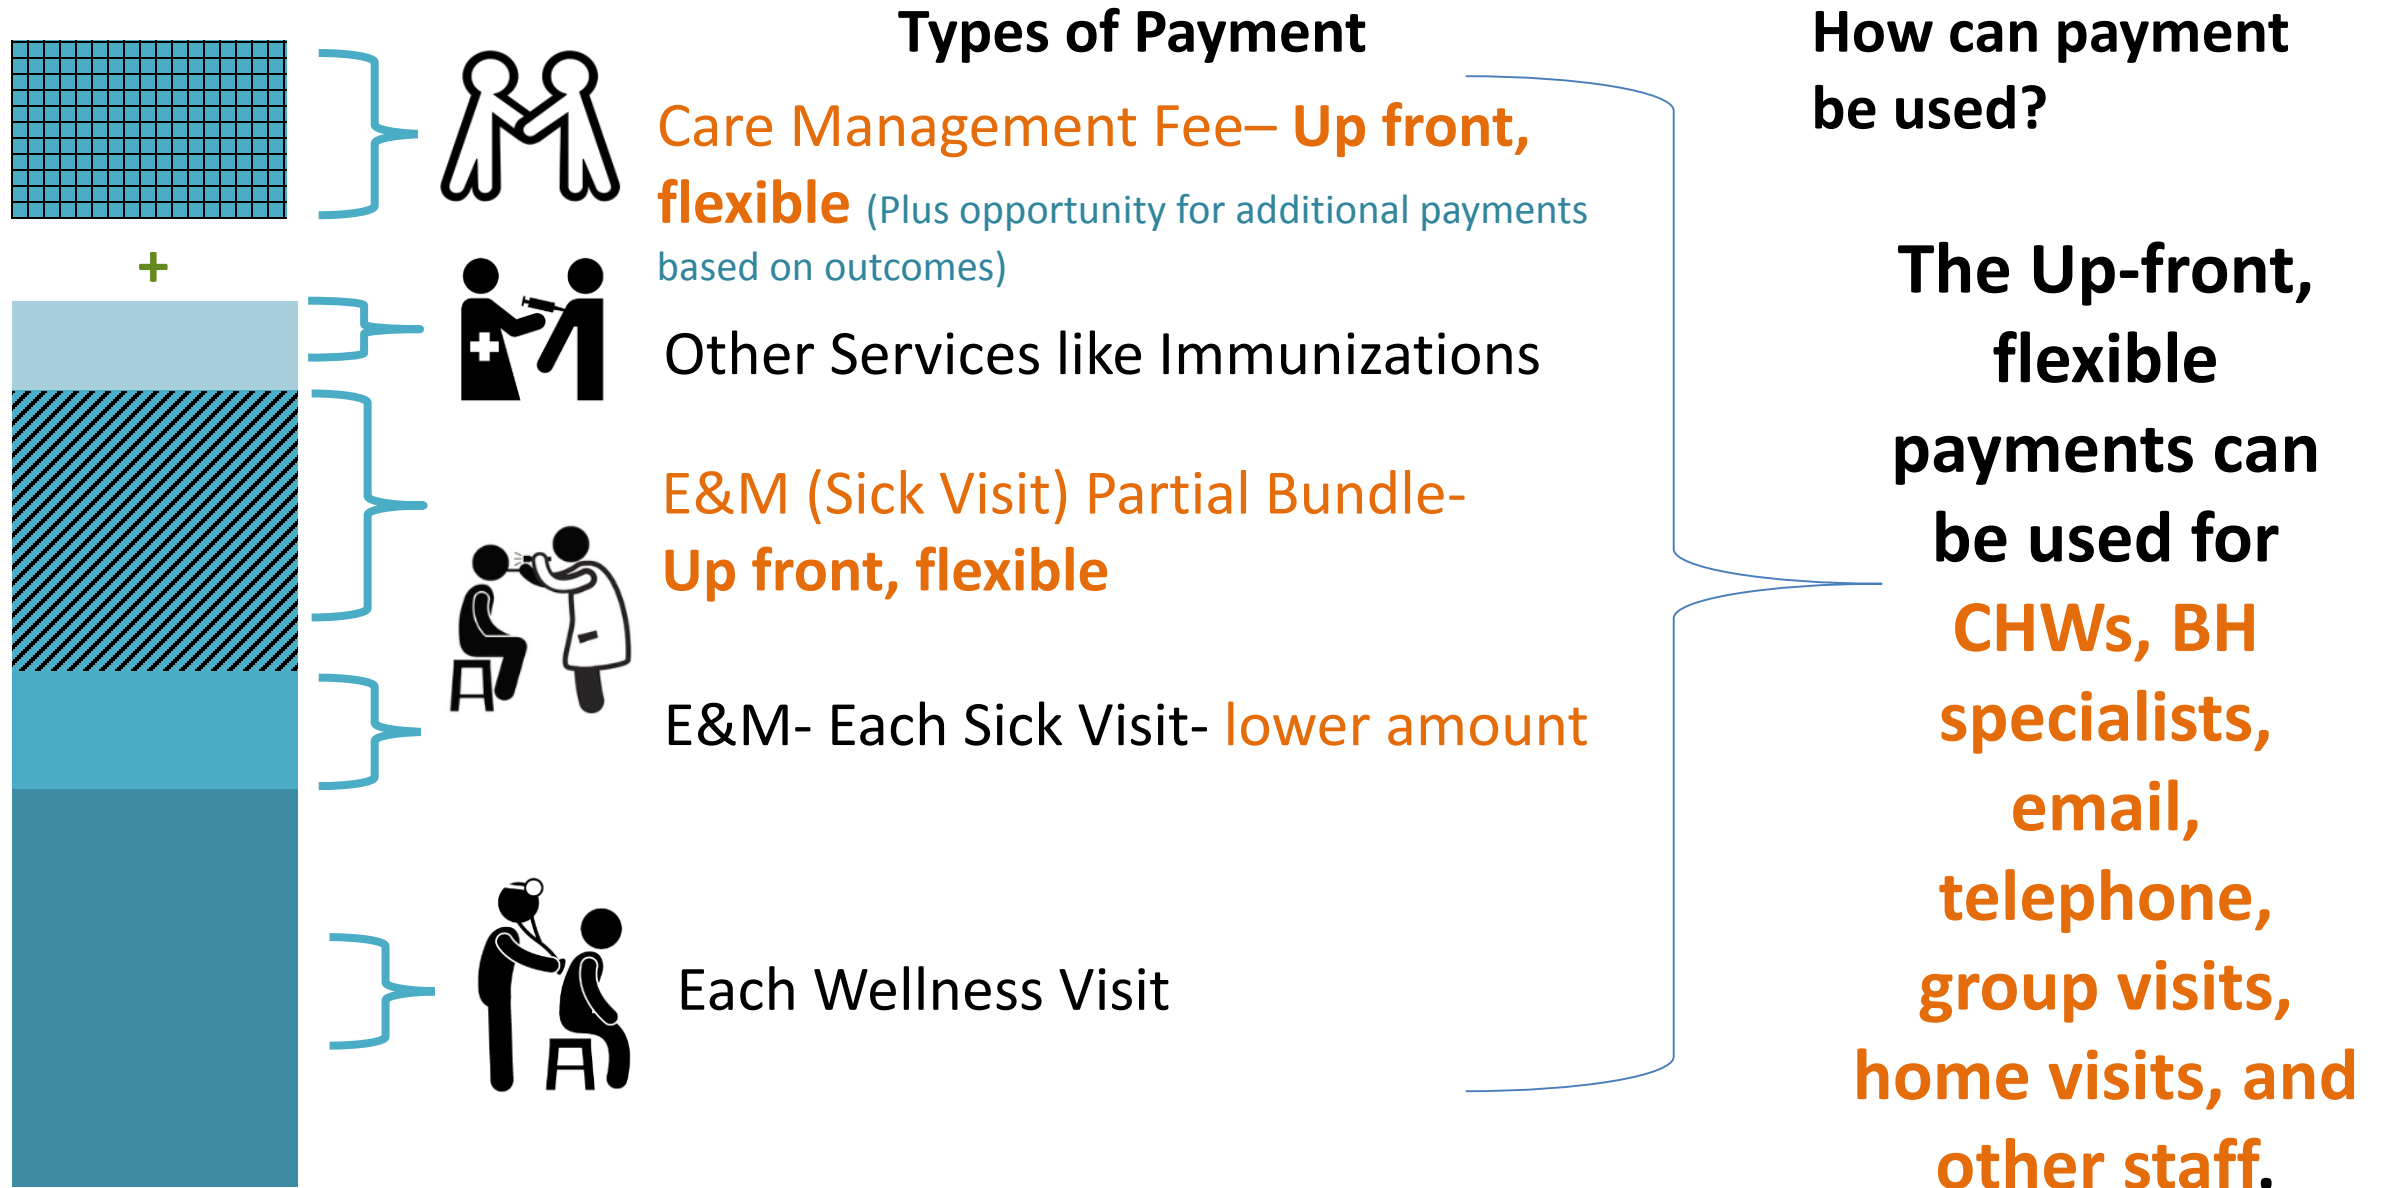 Types of Payment
Care Management Fee– Up front,
flexible (Plus opportunity for additional payments
based on outcomes)
+
Other Services like Immunizations
E&M (Sick Visit) Partial Bundle-
Up front, flexible
E&M- Each Sick Visit- lower amount
Each Wellness Visit
How can payment
be used?
The Up-front,
flexible
payments can
be used for
CHWs, BH
specialists,
email,
telephone,
group visits,
home visits, and
other staff.